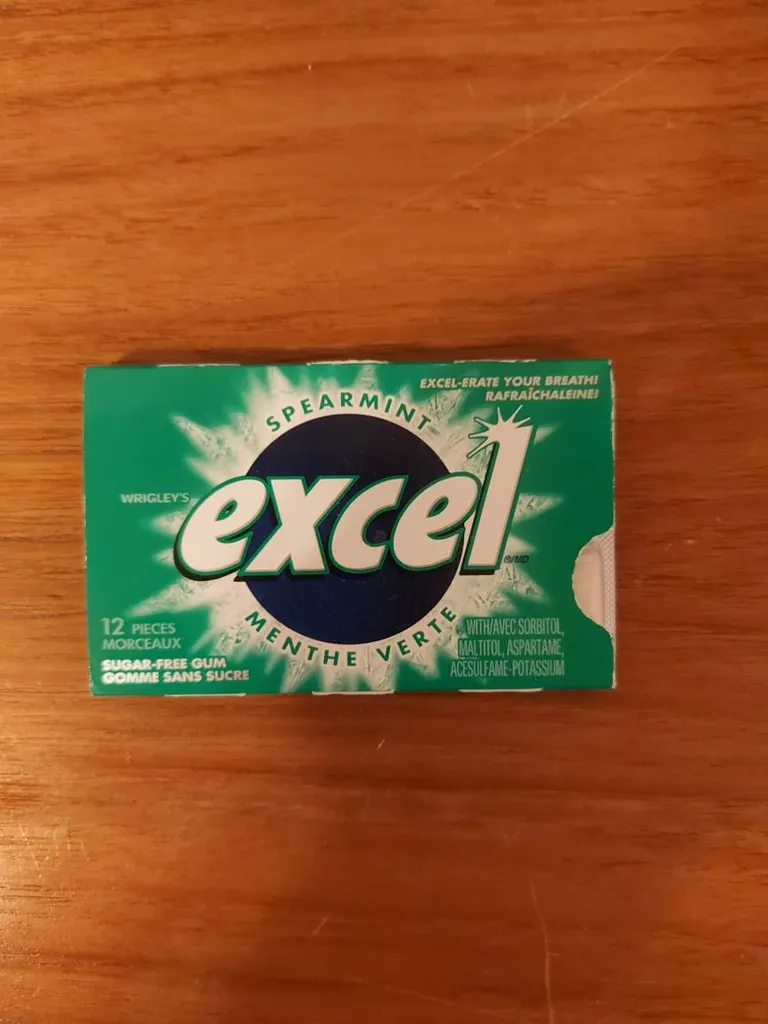 EXCEL-ERATE YOUR BREATH!
RAFRAÎCHALEINE!
SPEARMINT
WRIGLEY'S
excel
MENTHE VERTE
12 PIECES
MORCEAUX
SUGAR-FREE GUM
GOMME SANS SUCRE
WITH/AVEC SORBITOL,
MALTITOL, ASPARTAME,
ACESULFAME-POTASSIUM